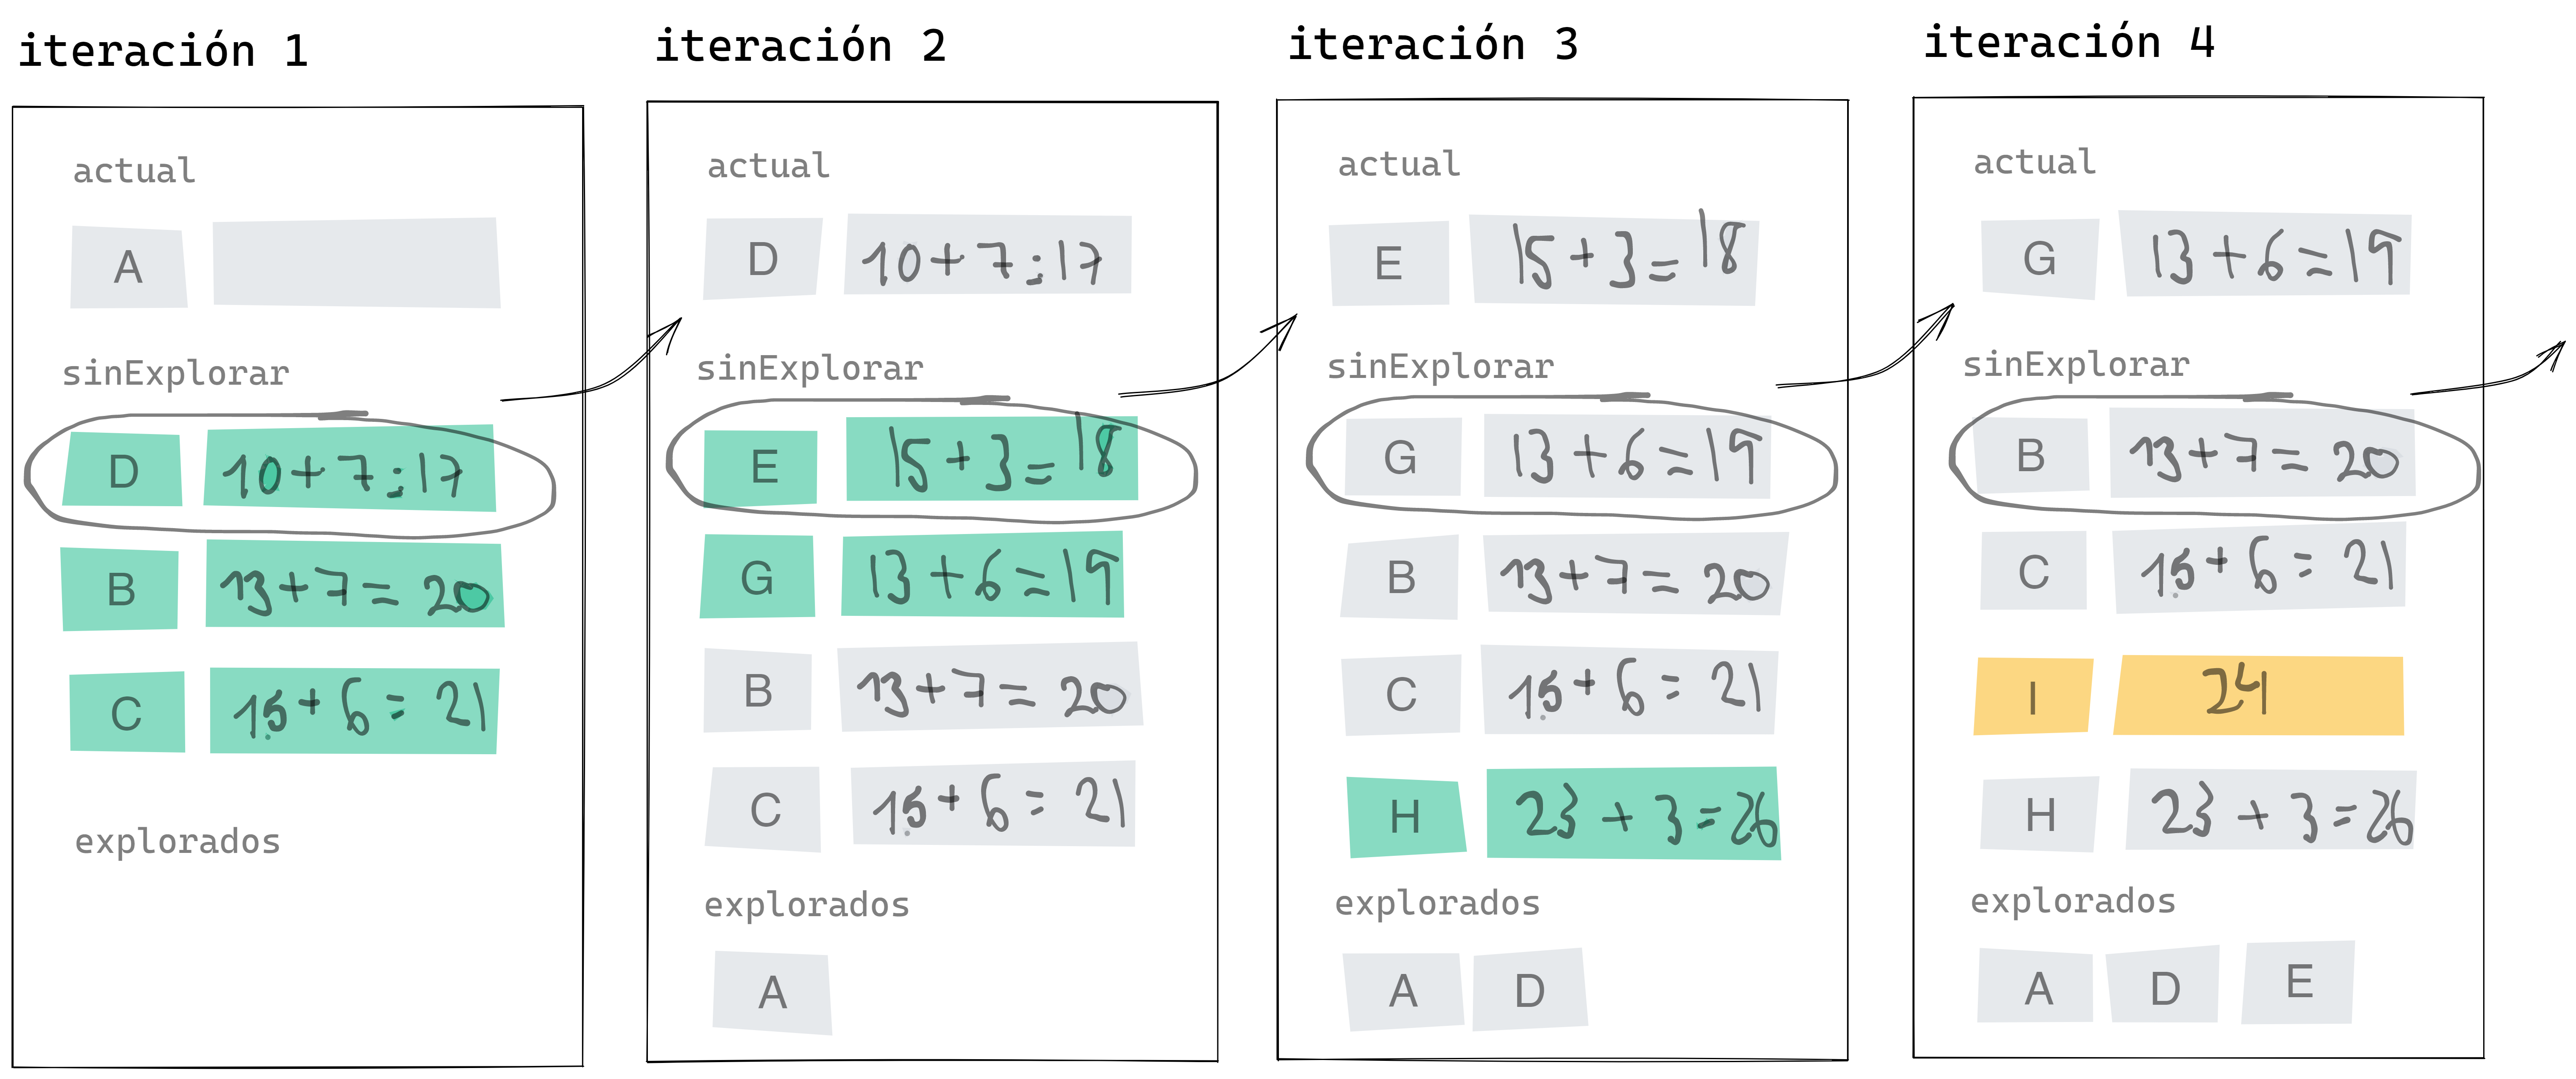 iteración 1
actual
A
sinExplorar
D 10+7=17
B 13+7=20
C 15+6=21
explorados
iteración 2
actual
D 10+7=17
sinExplorar
E 15+3=18
G 13+6=19
B 13+7=20
C 15+6=21
explorados
A
iteración 3
actual
E 15+3=18
sinExplorar
G 13+6=19
B 13+7=20
C 15+6=21
H 23+3=26
explorados
A D
iteración 4
actual
G 13+6=19
sinExplorar
B 13+7=20
C 15+6=21
I 24
H 23+3=26
explorados
A D E